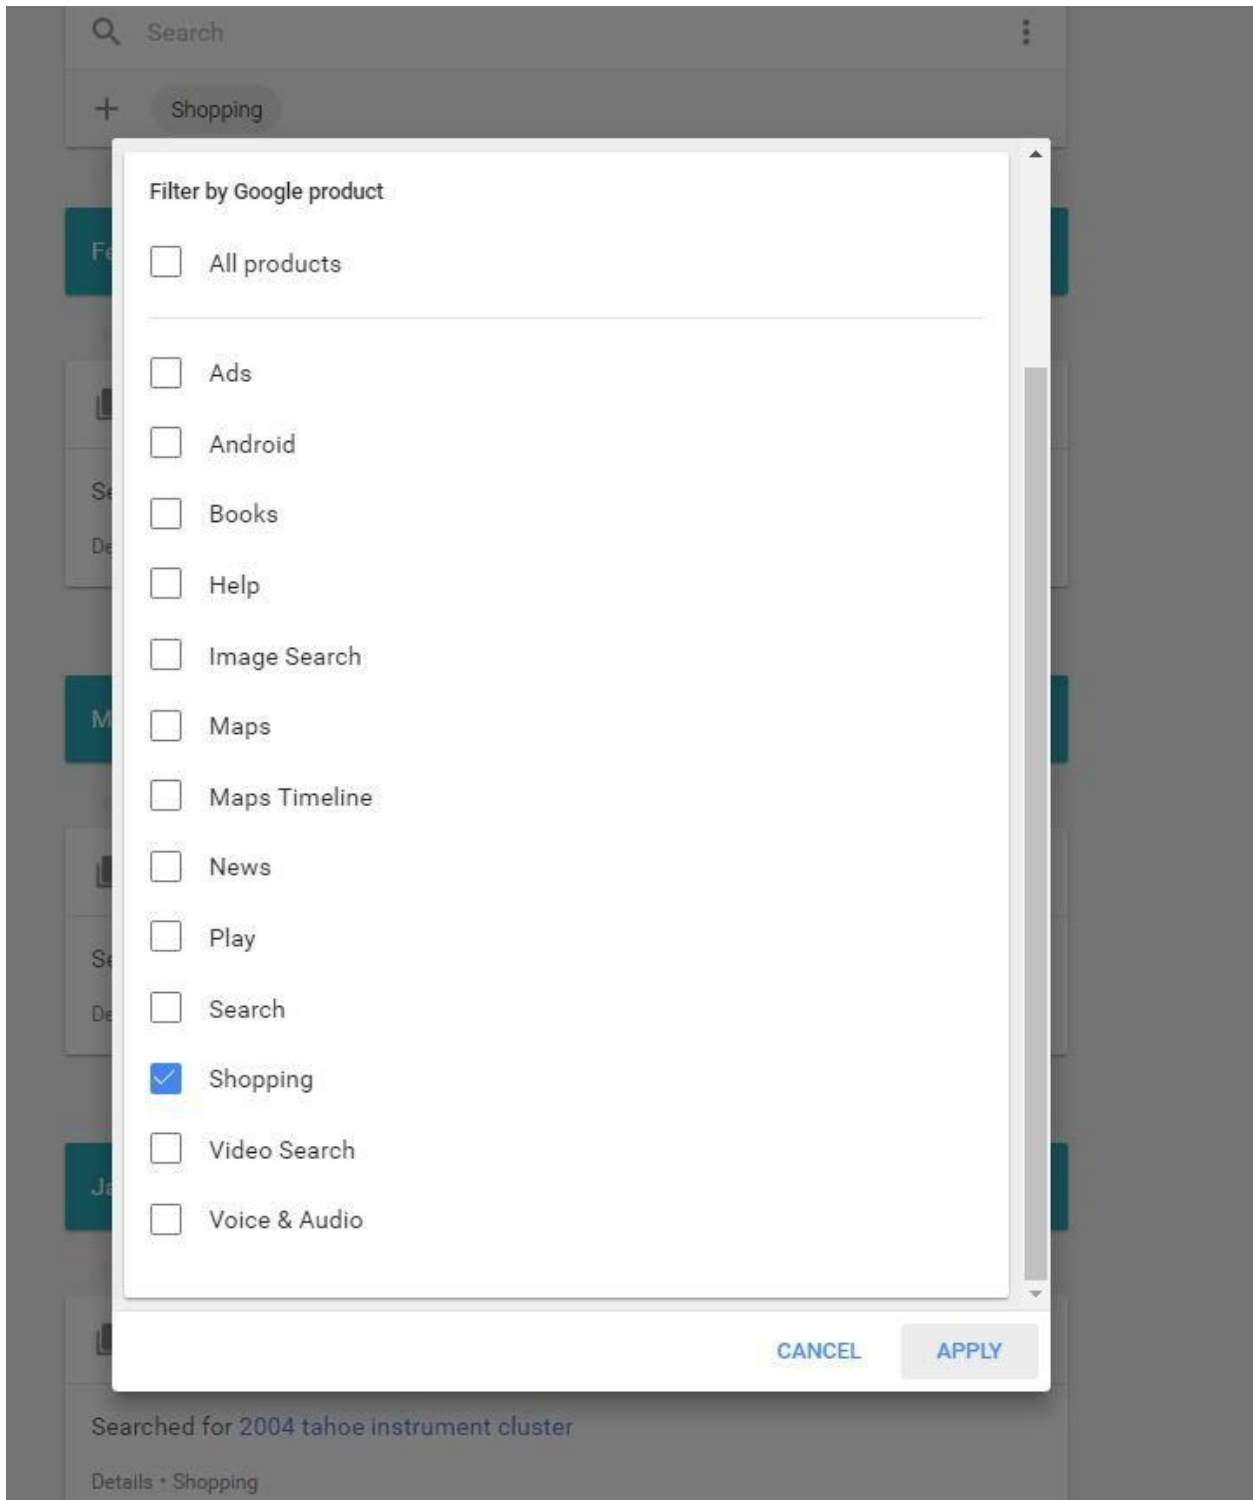 Search
Shopping
Filter by Google product
All products
Ads
Android
Books
Help
Image Search
Maps
Maps Timeline
News
Play
Search
Shopping
Video Search
Voice & Audio
CANCEL
APPLY
Searched for 2004 tahoe instrument cluster
Details • Shopping